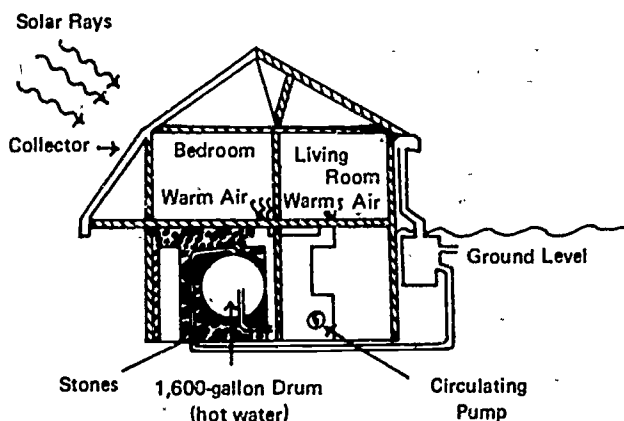 Solar Rays
Collector
Bedroom
Living
Room
Warm Air
Warm Air
Ground Level
Stones
1,600-gallon Drum
(hot water)
Circulating
Pump